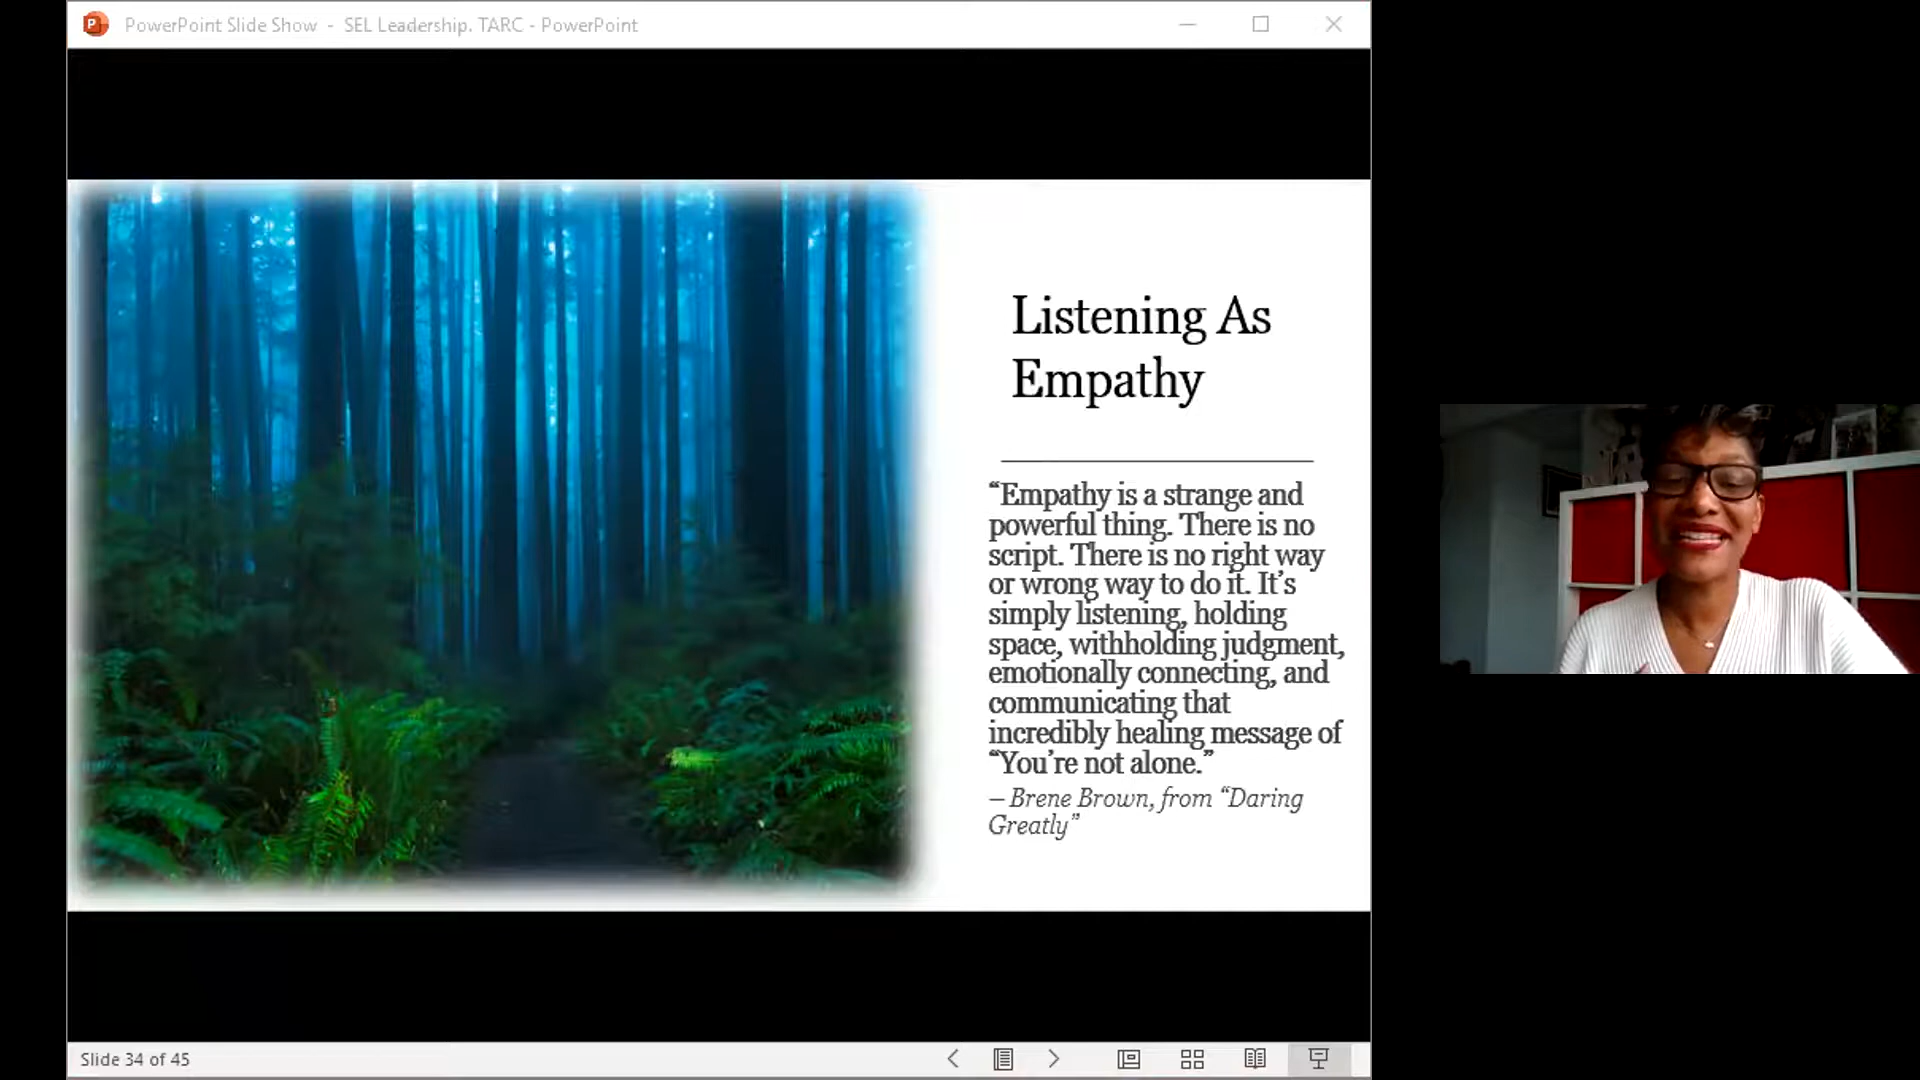 PowerPoint Slide Show - SEL Leadership. TARC - PowerPoint
Listening As
Empathy
“Empathy is a strange and
powerful thing. There is no
script. There is no right way
or wrong way to do it. It’s
simply listening, holding
space, withholding judgment,
emotionally connecting, and
communicating that
incredibly healing message of
“You’re not alone.”
– Brene Brown, from “Daring
Greatly”
Slide 34 of 45